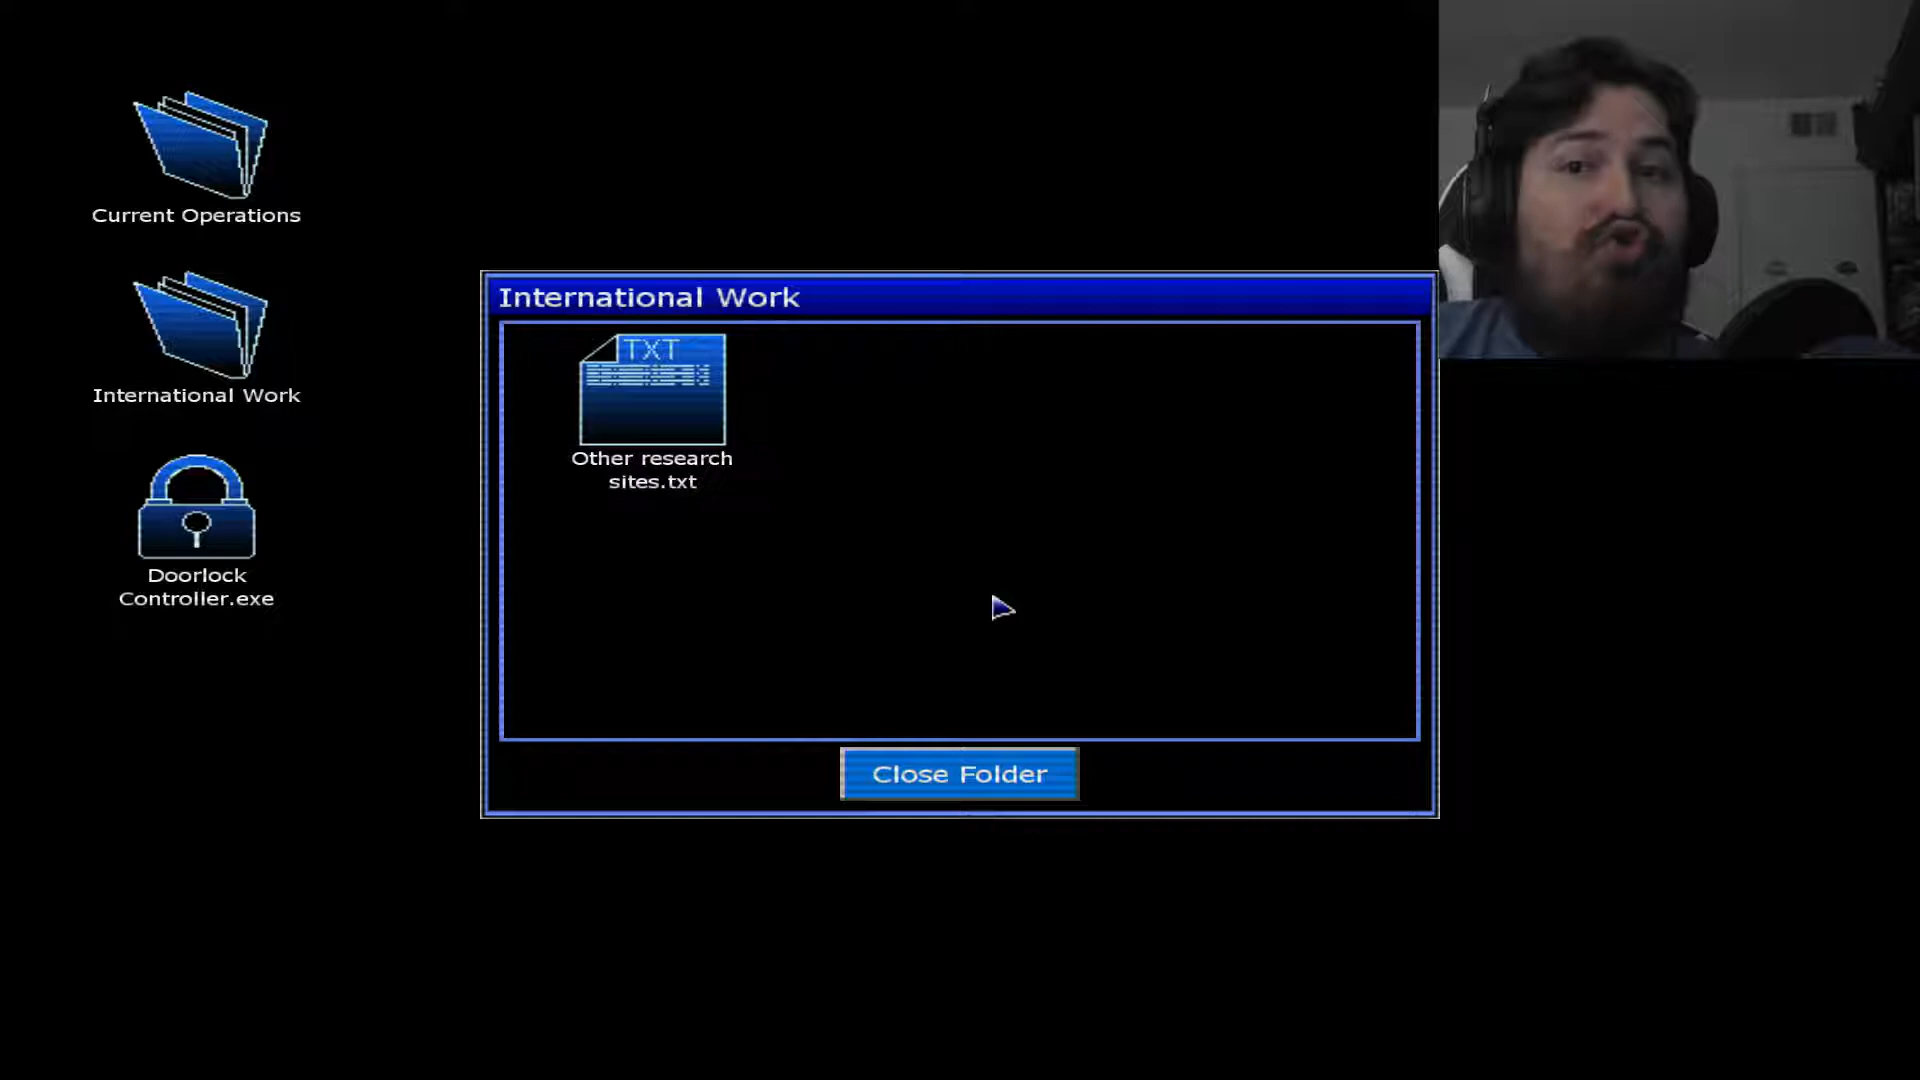 Current Operations
International Work
Doorlock
Controller.exe
International Work
TXT
Other research
sites.txt
Close Folder